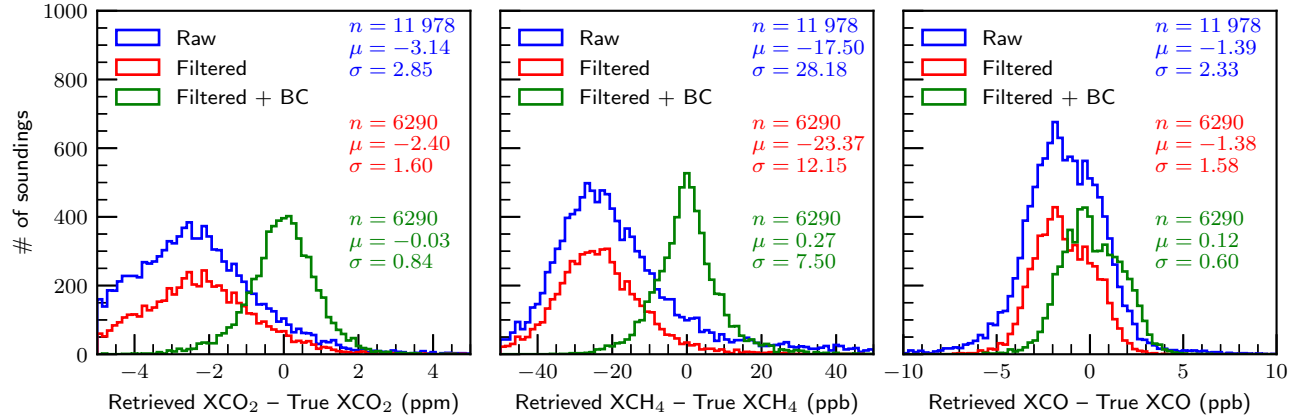 # of soundings
1000
800
600
400
200
0
Raw
Filtered
Filtered + BC
n = 11 978
μ = −3.14
σ = 2.85
n = 6290
μ = −2.40
σ = 1.60
n = 6290
μ = −0.03
σ = 0.84
−4 −2 0 2 4
Retrieved XCO₂ – True XCO₂ (ppm)
Raw
Filtered
Filtered + BC
n = 11 978
μ = −17.50
σ = 28.18
n = 6290
μ = −23.37
σ = 12.15
n = 6290
μ = 0.27
σ = 7.50
−40 −20 0 20 40
Retrieved XCH₄ – True XCH₄ (ppb)
Raw
Filtered
Filtered + BC
n = 11 978
μ = −1.39
σ = 2.33
n = 6290
μ = −1.38
σ = 1.58
n = 6290
μ = 0.12
σ = 0.60
−10 −5 0 5 10
Retrieved XCO – True XCO (ppb)